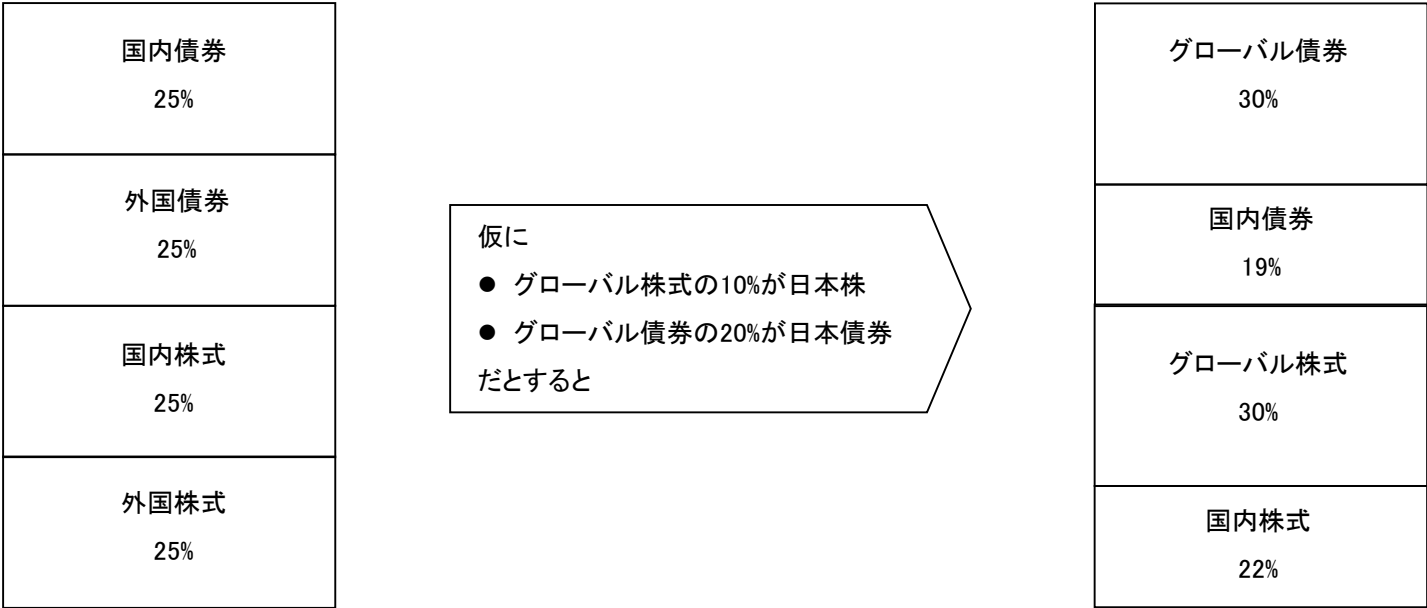 国内債券
25%
外国債券
25%
国内株式
25%
外国株式
25%
仮に
● グローバル株式の10%が日本株
● グローバル債券の20%が日本債券
だとすると
グローバル債券
30%
国内債券
19%
グローバル株式
30%
国内株式
22%